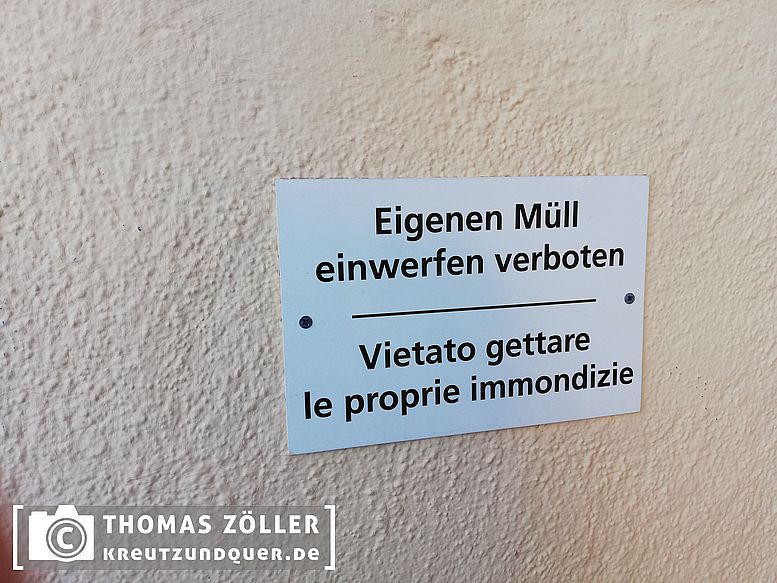 Eigenen Müll
einwerfen verboten
Vietato gettare
le proprie immondizie
[© THOMAS ZÖLLER
KREUTZUNDQUER.DE]